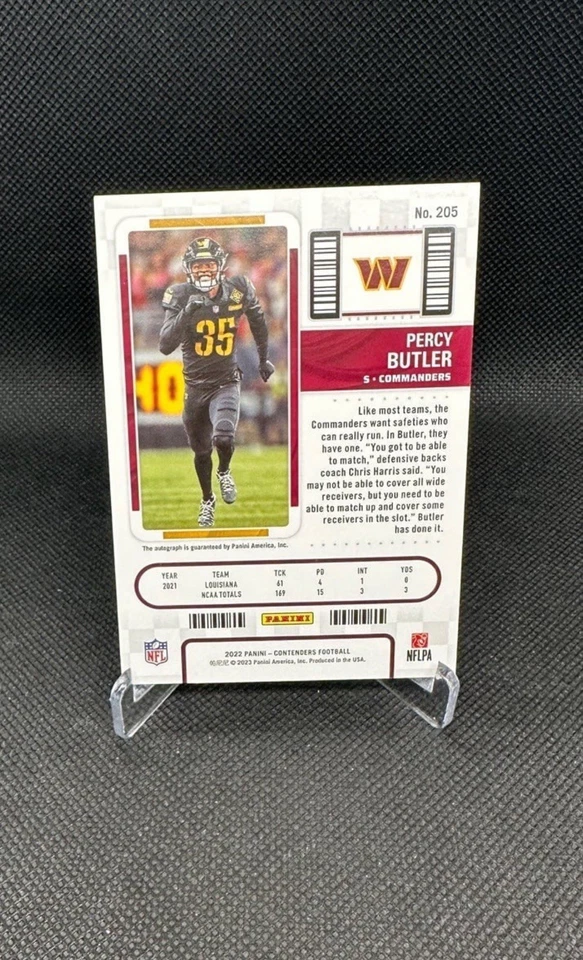 No. 205
W
PERCY
BUTLER
S • COMMANDERS
35
HO
Like most teams, the
Commanders want safeties who
can really run. In Butler, they
have one. "You got to be able
to match," defensive backs
coach Chris Harris said. "You
may not be able to cover all wide
receivers, but you need to be
able to match up and cover some
receivers in the slot." Butler
has done it.
The autograph is guaranteed by Panini America, Inc.
YEAR TEAM TCK PD INT YDS
2021 LOUISIANA 61 4 1 0
NCAA TOTALS 169 15 3 3
PANINI
NFL
NFLPA
2022 PANINI – CONTENDERS FOOTBALL
© 2023 Panini America, Inc. Produced in the USA.